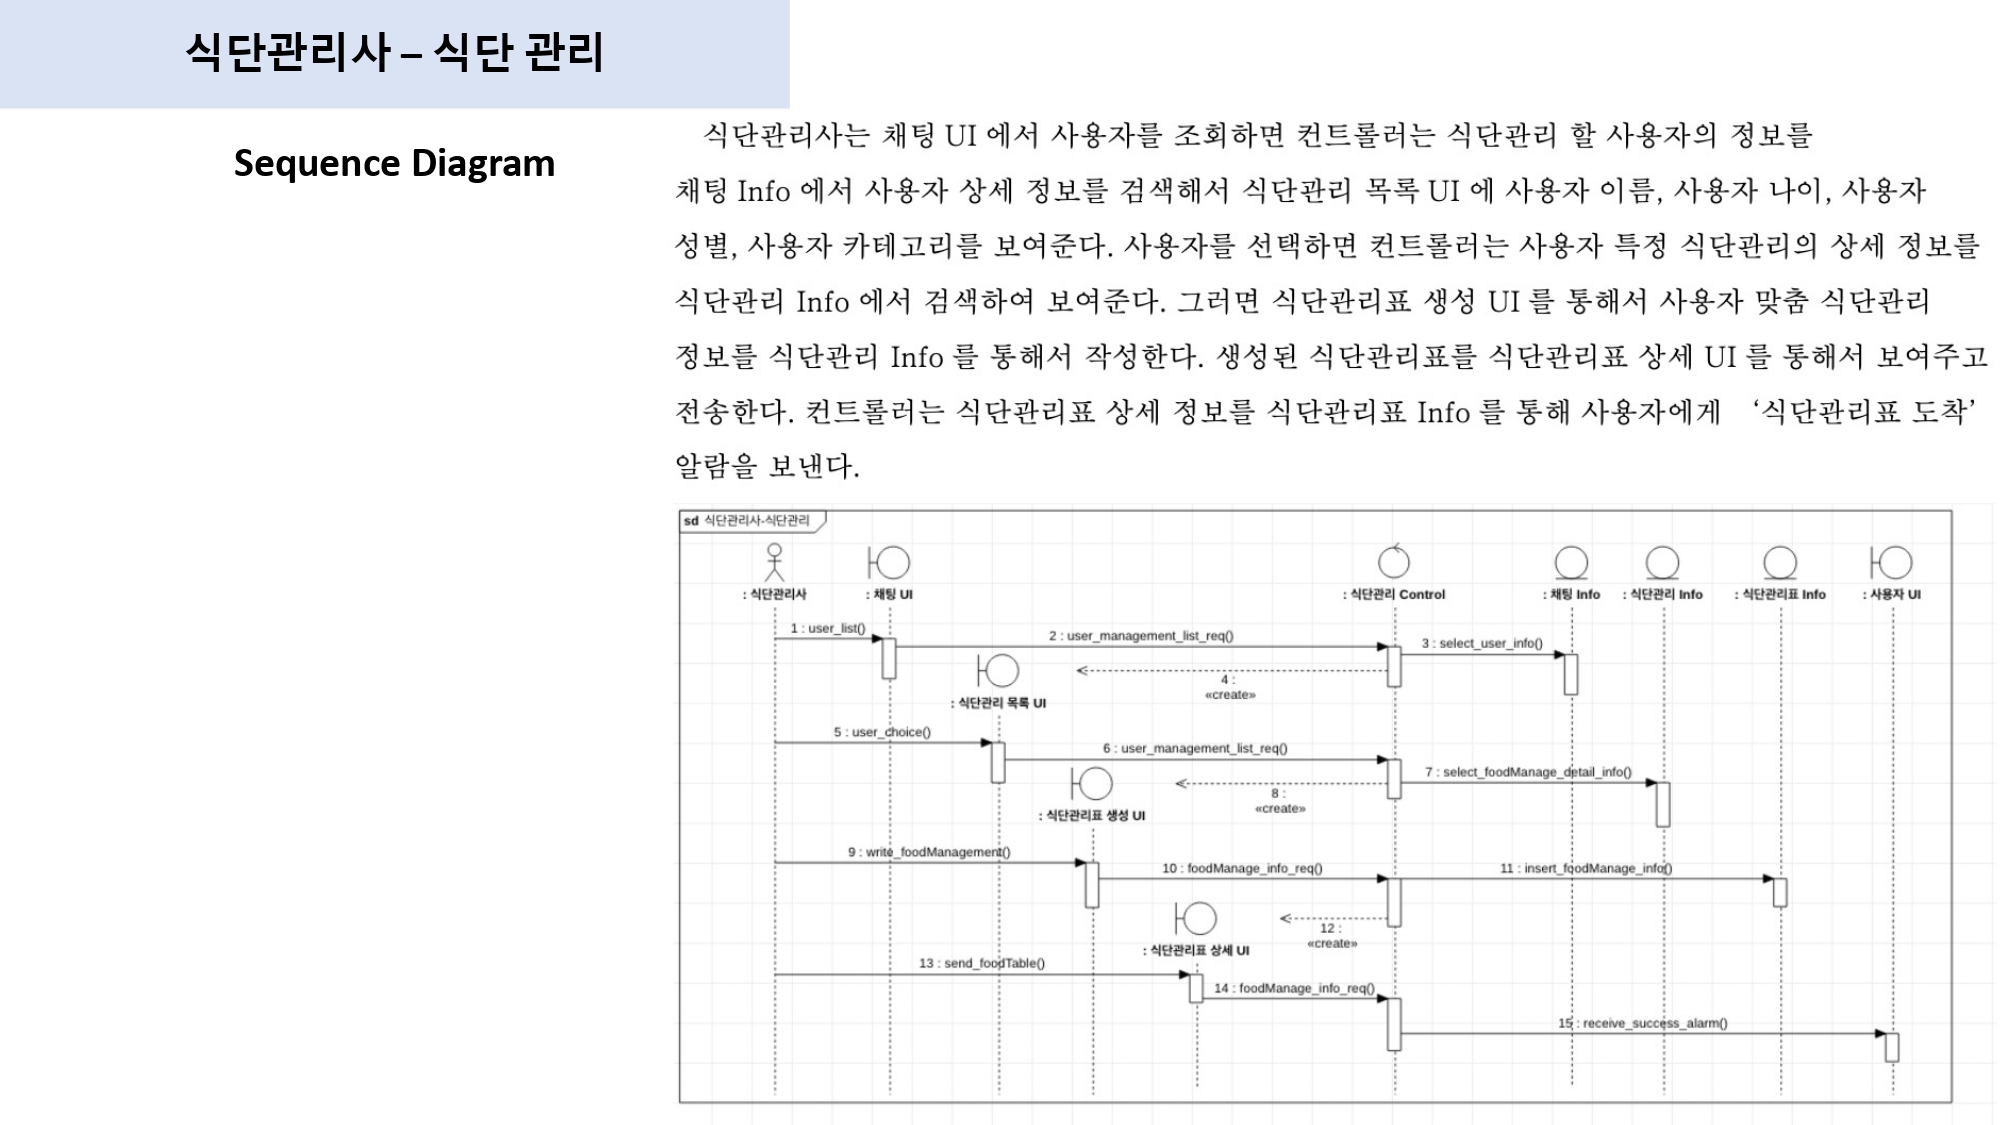 식단관리사 – 식단 관리
Sequence Diagram
식단관리사는 채팅 UI 에서 사용자를 조회하면 컨트롤러는 식단관리 할 사용자의 정보를
채팅 Info 에서 사용자 상세 정보를 검색해서 식단관리 목록 UI 에 사용자 이름, 사용자 나이, 사용자
성별, 사용자 카테고리를 보여준다. 사용자를 선택하면 컨트롤러는 사용자 특정 식단관리의 상세 정보를
식단관리 Info 에서 검색하여 보여준다. 그러면 식단관리표 생성 UI 를 통해서 사용자 맞춤 식단관리
정보를 식단관리 Info 를 통해서 작성한다. 생성된 식단관리표를 식단관리표 상세 UI 를 통해서 보여주고
전송한다. 컨트롤러는 식단관리표 상세 정보를 식단관리표 Info 를 통해 사용자에게 ‘식단관리표 도착’
알람을 보낸다.
sd 식단관리사-식단관리
: 식단관리사
: 채팅 UI
: 식단관리 Control
: 채팅 Info
: 식단관리 Info
: 식단관리표 Info
: 사용자 UI
1 : user_list()
2 : user_management_list_req()
3 : select_user_info()
4 :
«create»
: 식단관리 목록 UI
5 : user_choice()
6 : user_management_list_req()
7 : select_foodManage_detail_info()
8 :
«create»
: 식단관리표 생성 UI
9 : write_foodManagement()
10 : foodManage_info_req()
11 : insert_foodManage_info()
12 :
«create»
: 식단관리표 상세 UI
13 : send_foodTable()
14 : foodManage_info_req()
15 : receive_success_alarm()